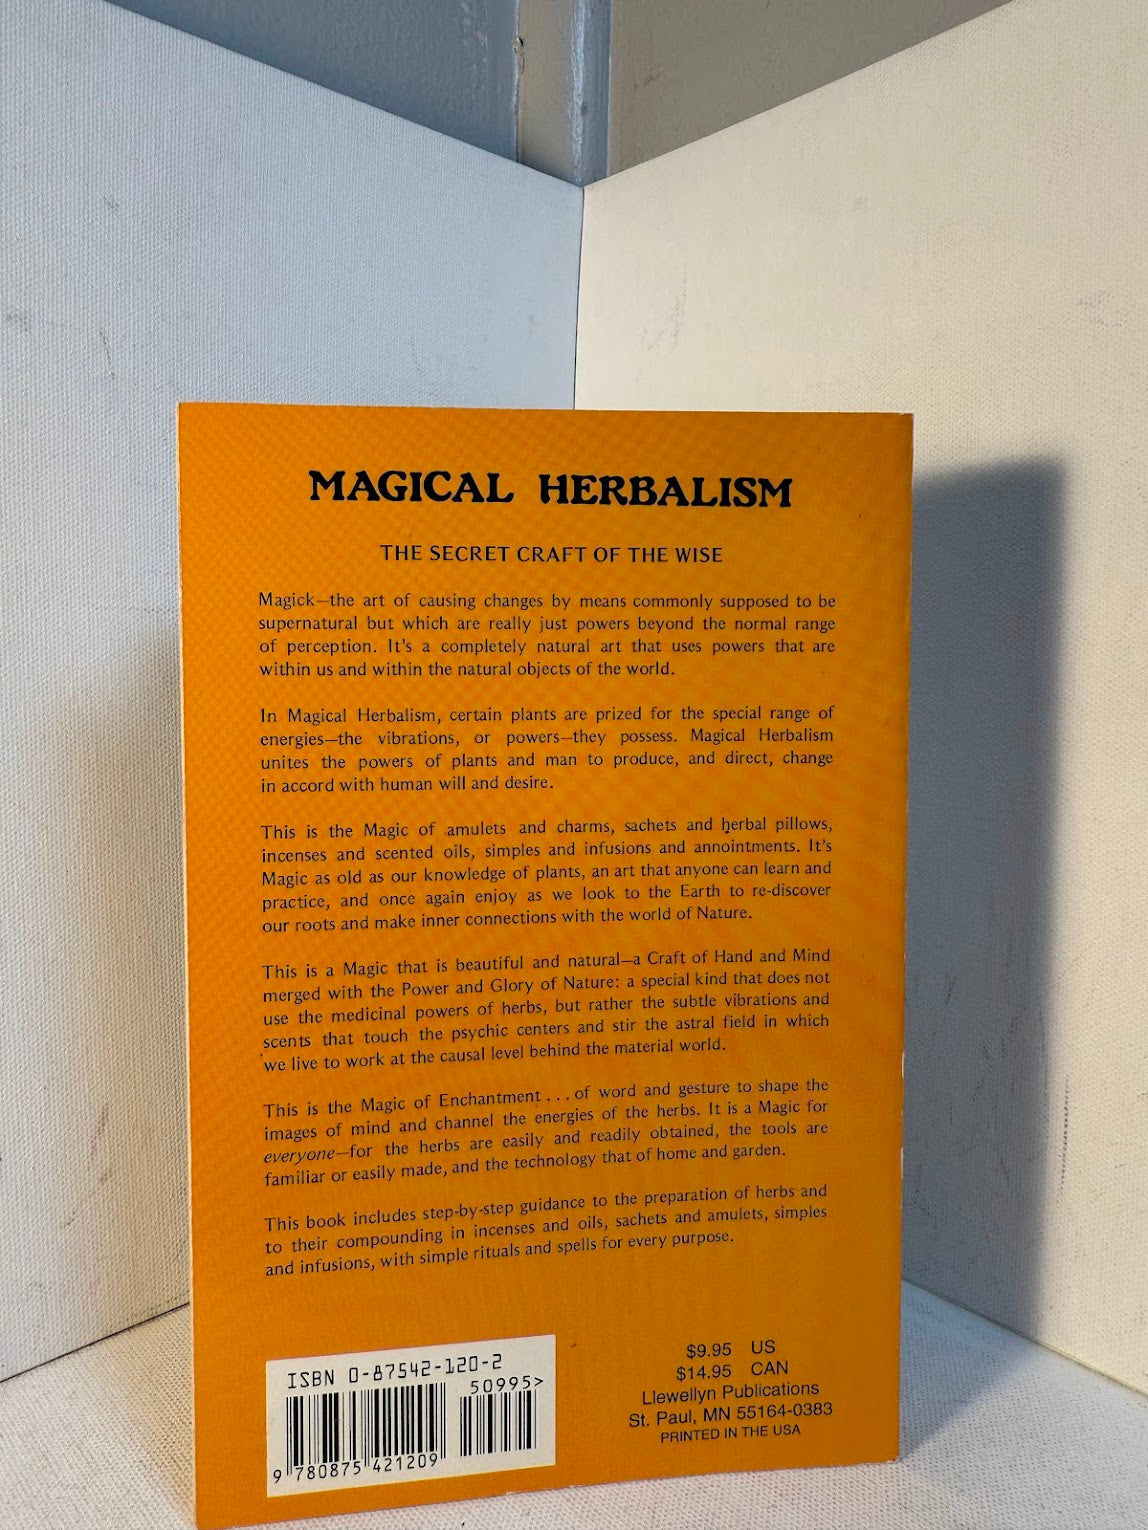 MAGICAL HERBALISM
THE SECRET CRAFT OF THE WISE
Magick—the art of causing changes by means commonly supposed to be
supernatural but which are really just powers beyond the normal range
of perception. It's a completely natural art that uses powers that are
within us and within the natural objects of the world.
In Magical Herbalism, certain plants are prized for the special range of
energies—the vibrations, or powers—they possess. Magical Herbalism
unites the powers of plants and man to produce, and direct, change
in accord with human will and desire.
This is the Magic of amulets and charms, sachets and herbal pillows,
incenses and scented oils, simples and infusions and annointments. It's
Magic as old as our knowledge of plants, an art that anyone can learn and
practice, and once again enjoy as we look to the Earth to re-discover
our roots and make inner connections with the world of Nature.
This is a Magic that is beautiful and natural—a Craft of Hand and Mind
merged with the Power and Glory of Nature: a special kind that does not
use the medicinal powers of herbs, but rather the subtle vibrations and
scents that touch the psychic centers and stir the astral field in which
we live to work at the causal level behind the material world.
This is the Magic of Enchantment . . . of word and gesture to shape the
images of mind and channel the energies of the herbs. It is a Magic for
everyone—for the herbs are easily and readily obtained, the tools are
familiar or easily made, and the technology that of home and garden.
This book includes step-by-step guidance to the preparation of herbs and
to their compounding in incenses and oils, sachets and amulets, simples
and infusions, with simple rituals and spells for every purpose.
ISBN 0-87542-120-2
50995>
9 780875 421209
$9.95 US
$14.95 CAN
Llewellyn Publications
St. Paul, MN 55164-0383
PRINTED IN THE USA